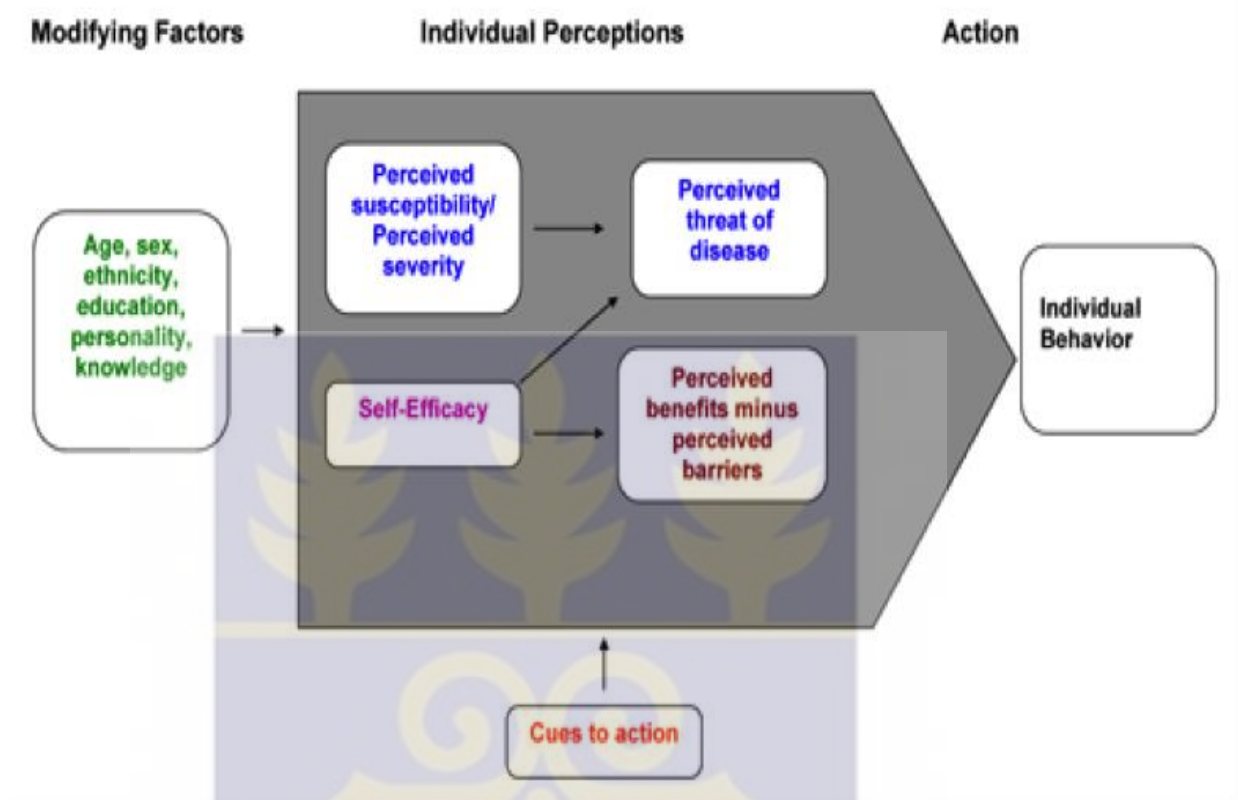 Modifying Factors
Individual Perceptions
Action
Age, sex,
ethnicity,
education,
personality,
knowledge
Perceived
susceptibility/
Perceived
severity
Perceived
threat of
disease
Self-Efficacy
Perceived
benefits minus
perceived
barriers
Individual
Behavior
Cues to action